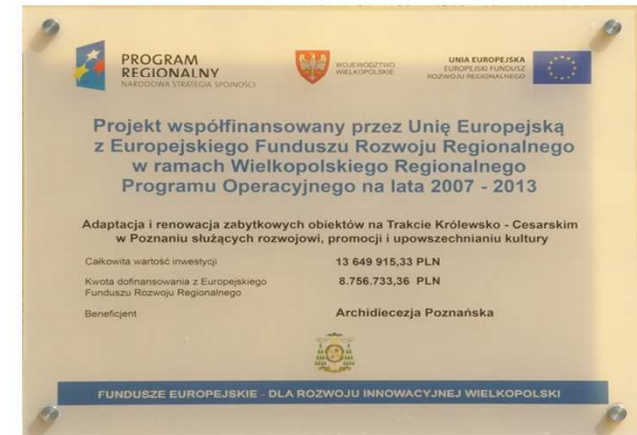 PROGRAM
REGIONALNY
NARODOWA STRATEGIA SPÓJNOŚCI
WOJEWÓDZTWO
WIELKOPOLSKIE
UNIA EUROPEJSKA
EUROPEJSKI FUNDUSZ
ROZWOJU REGIONALNEGO
Projekt współfinansowany przez Unię Europejską
z Europejskiego Funduszu Rozwoju Regionalnego
w ramach Wielkopolskiego Regionalnego
Programu Operacyjnego na lata 2007 - 2013
Adaptacja i renowacja zabytkowych obiektów na Trakcie Królewsko - Cesarskim
w Poznaniu służących rozwojowi, promocji i upowszechnianiu kultury
Całkowita wartość inwestycji 13 649 915,33 PLN
Kwota dofinansowania z Europejskiego 8.756.733,36 PLN
Funduszu Rozwoju Regionalnego
Beneficjent Archidiecezja Poznańska
FUNDUSZE EUROPEJSKIE - DLA ROZWOJU INNOWACYJNEJ WIELKOPOLSKI